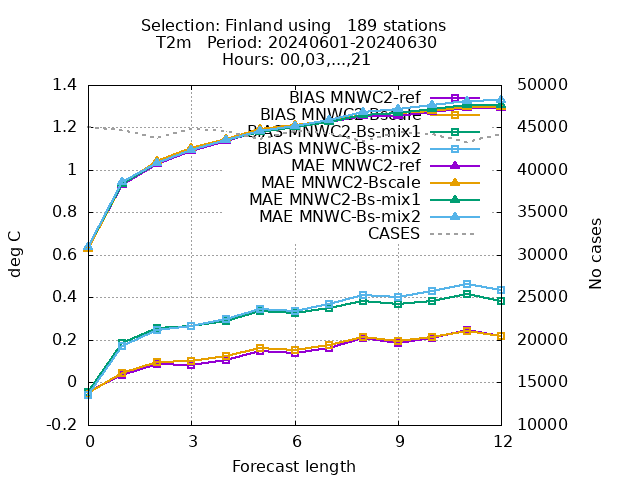 Selection: Finland using   189 stations
T2m   Period: 20240601-20240630
Hours: 00,03,...,21
1.4
1.2
1
0.8
0.6
0.4
0.2
0
-0.2
50000
45000
40000
35000
30000
25000
20000
15000
10000
deg C
No cases
BIAS MNWC2-ref
BIAS MNWC2-Bscale
BIAS MNWC2-Bs-mix1
BIAS MNWC-Bs-mix2
MAE MNWC2-ref
MAE MNWC2-Bscale
MAE MNWC2-Bs-mix1
MAE MNWC-Bs-mix2
CASES
0 3 6 9 12
Forecast length